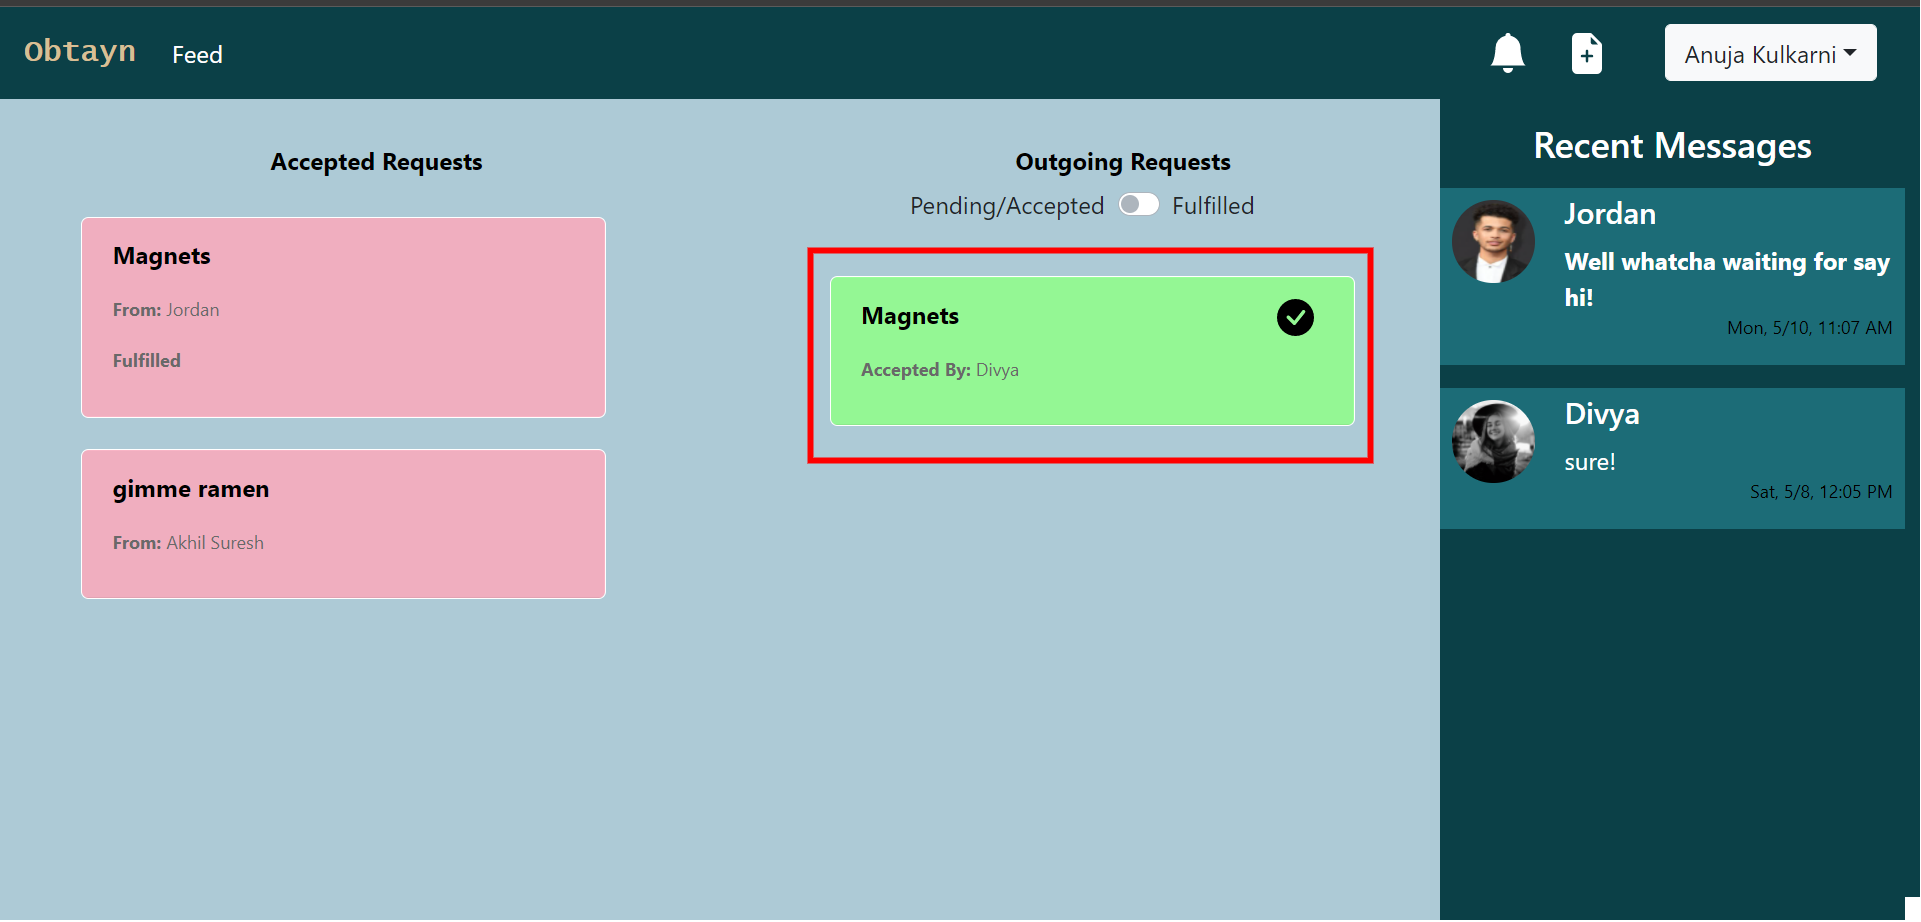 Obtayn
Feed
Anuja Kulkarni
Accepted Requests
Magnets
From: Jordan
Fulfilled
gimme ramen
From: Akhil Suresh
Outgoing Requests
Pending/Accepted Fulfilled
Magnets
Accepted By: Divya
Recent Messages
Jordan
Well whatcha waiting for say
hi!
Mon, 5/10, 11:07 AM
Divya
sure!
Sat, 5/8, 12:05 PM